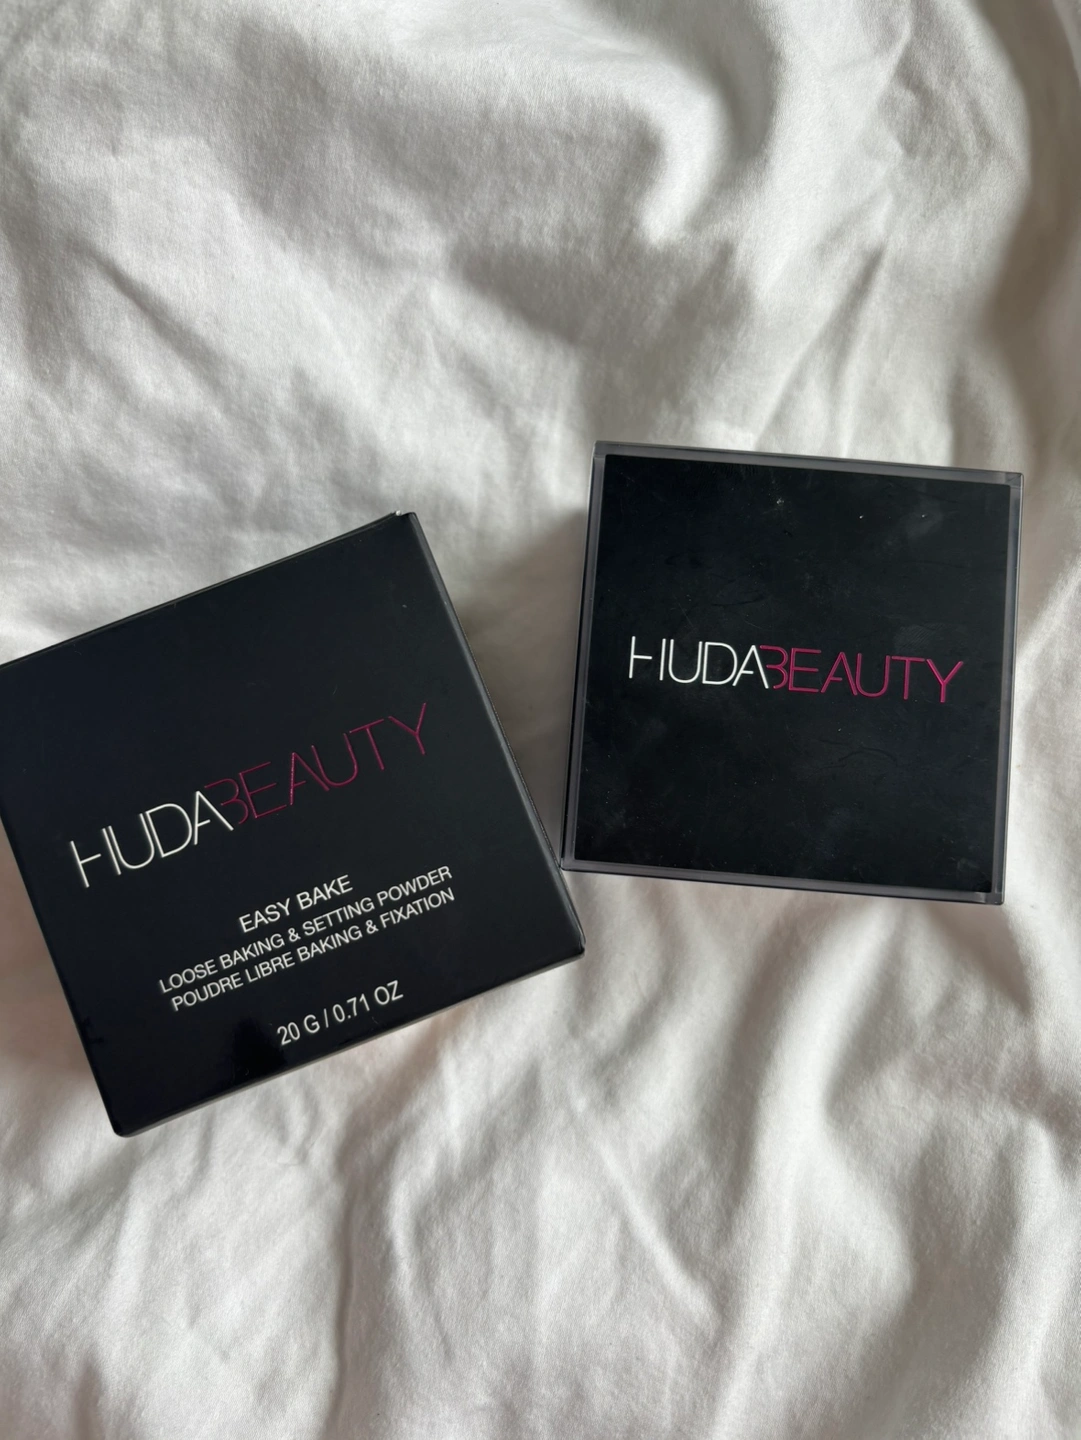 HUDABEAUTY
EASY BAKE
LOOSE BAKING & SETTING POWDER
POUDRE LIBRE BAKING & FIXATION
20 G / 0.71 OZ
HUDABEAUTY